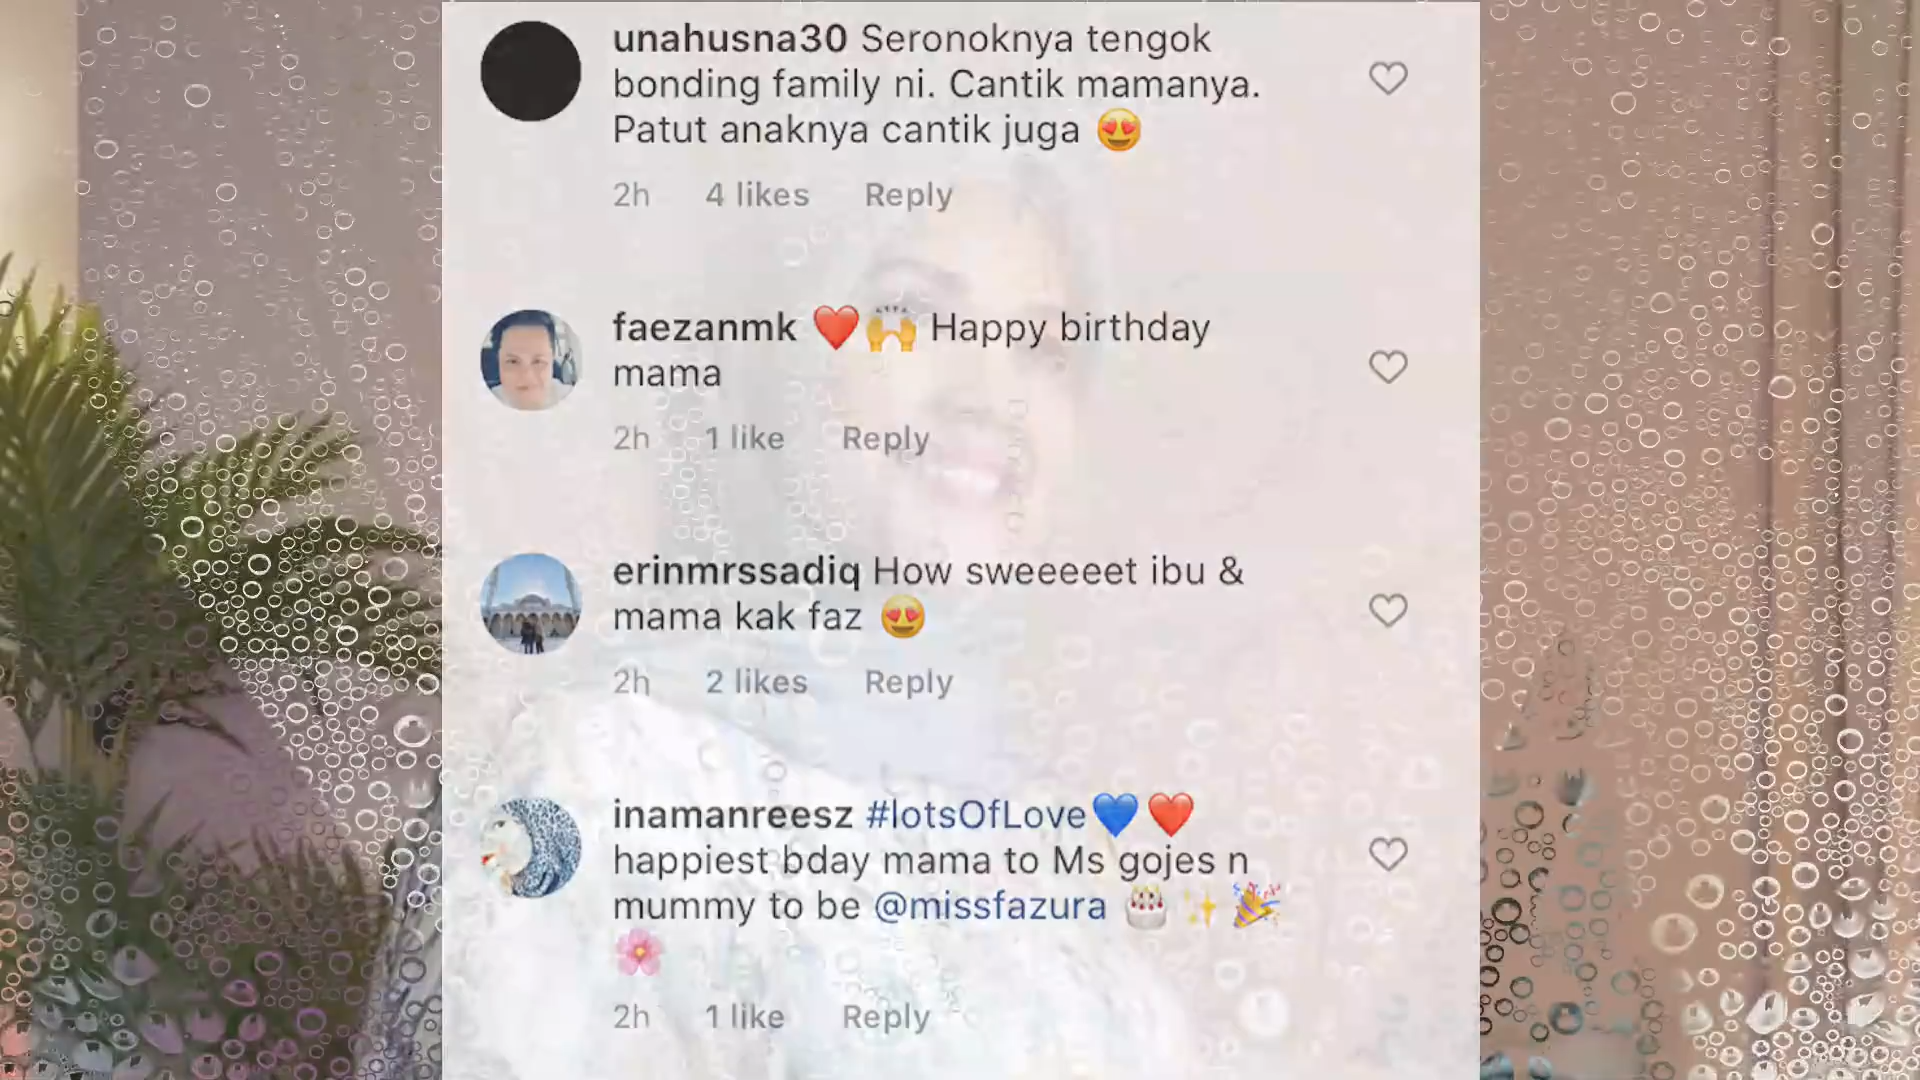 unahusna30 Seronoknya tengok
bonding family ni. Cantik mamanya.
Patut anaknya cantik juga 😍
2h 4 likes Reply
faezanmk ❤️🙌 Happy birthday
mama
2h 1 like Reply
erinmrssadiq How sweeeeet ibu &
mama kak faz 😍
2h 2 likes Reply
inamanreesz #lotsOfLove💙❤️
happiest bday mama to Ms gojes n
mummy to be @missfazura 🎂✨🎉
🌸
2h 1 like Reply